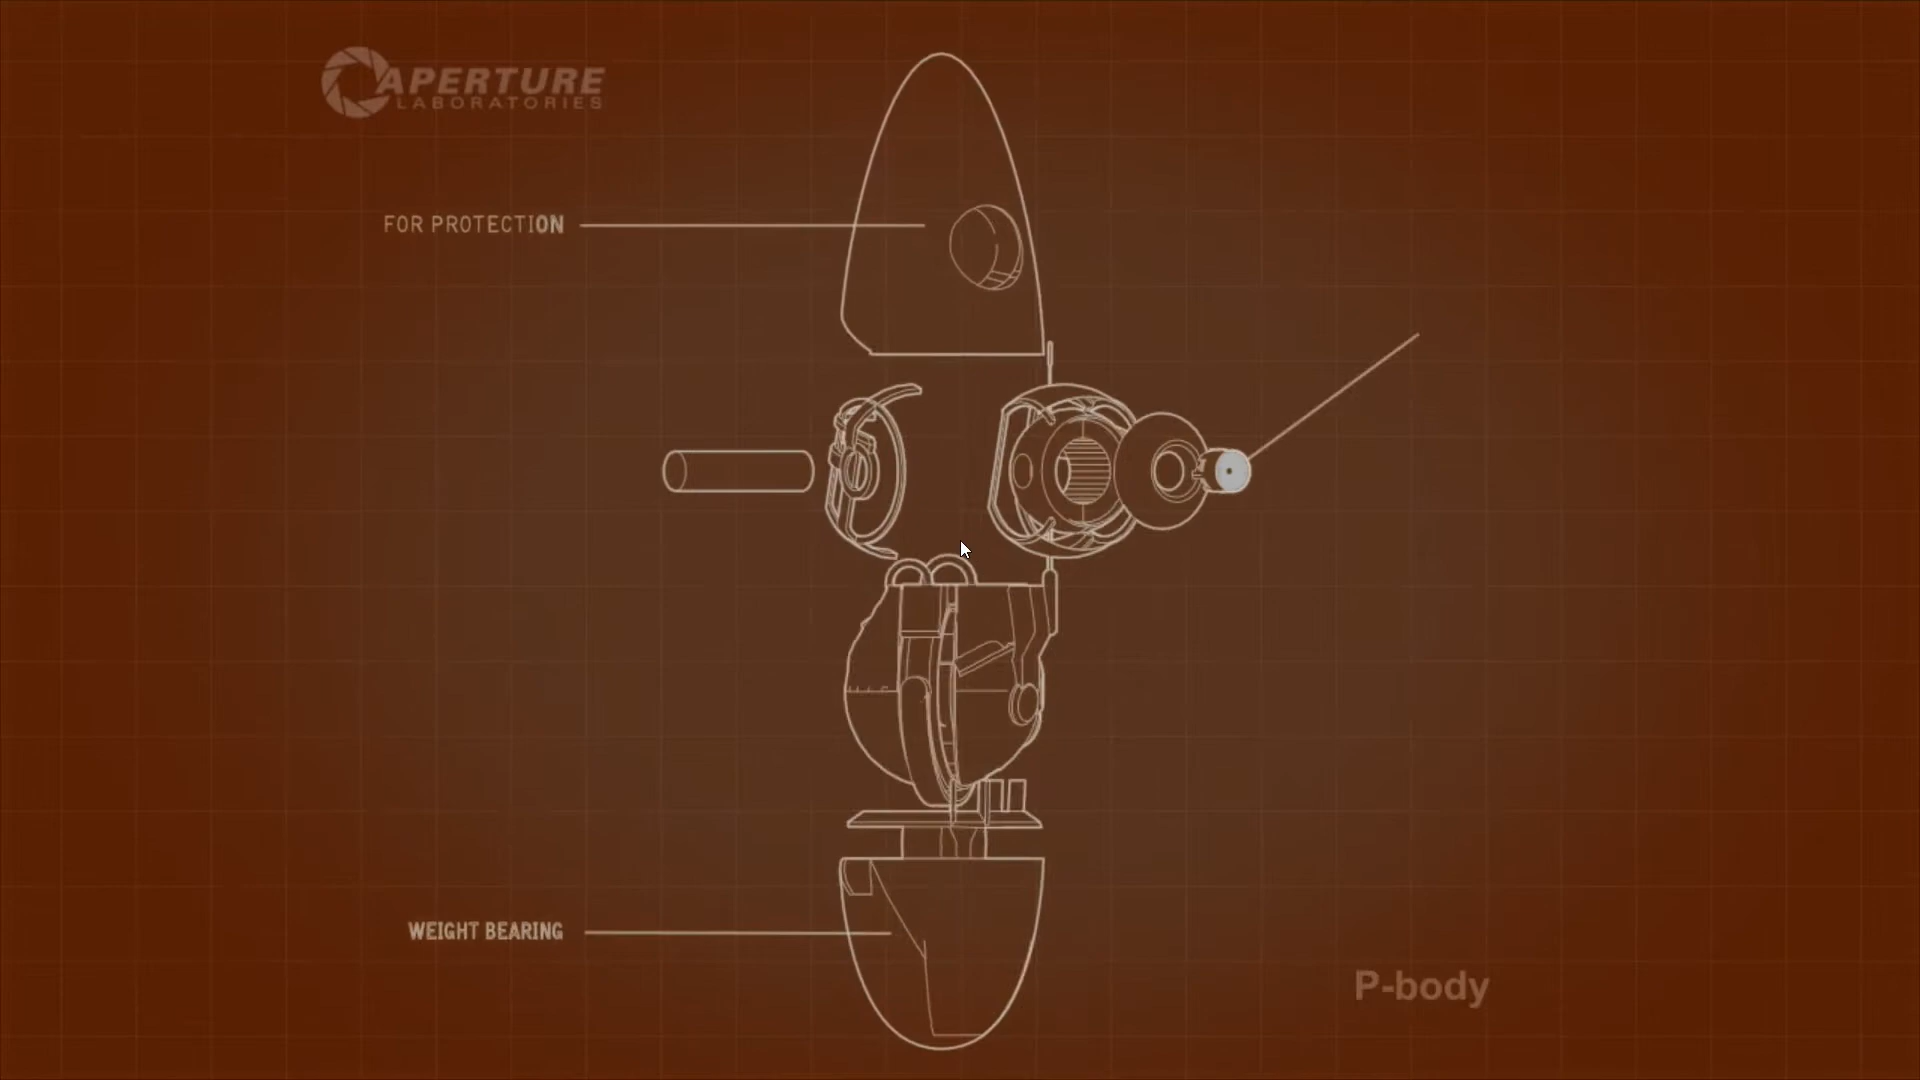 APERTURE
LABORATORIES
FOR PROTECTION
WEIGHT BEARING
P-body